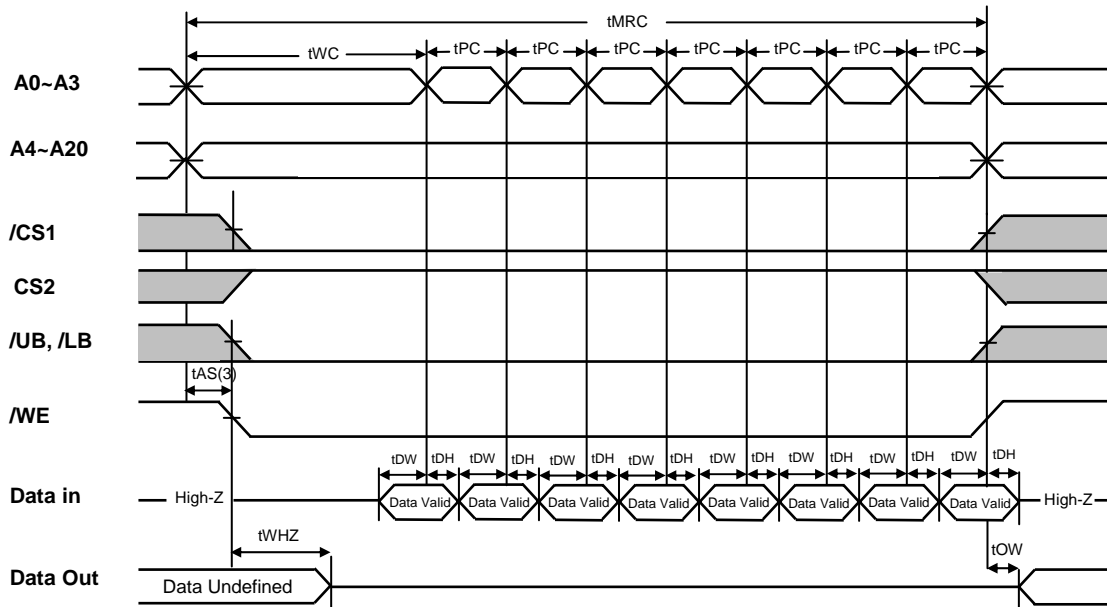 tMRC
tWC tPC tPC tPC tPC tPC tPC tPC
A0~A3
A4~A20
/CS1
CS2
/UB, /LB
tAS(3)
/WE
tDW tDH tDW tDH tDW tDH tDW tDH tDW tDH tDW tDH tDW tDH tDW tDH
Data in High-Z Data Valid Data Valid Data Valid Data Valid Data Valid Data Valid Data Valid Data Valid High-Z
tWHZ tOW
Data Out Data Undefined